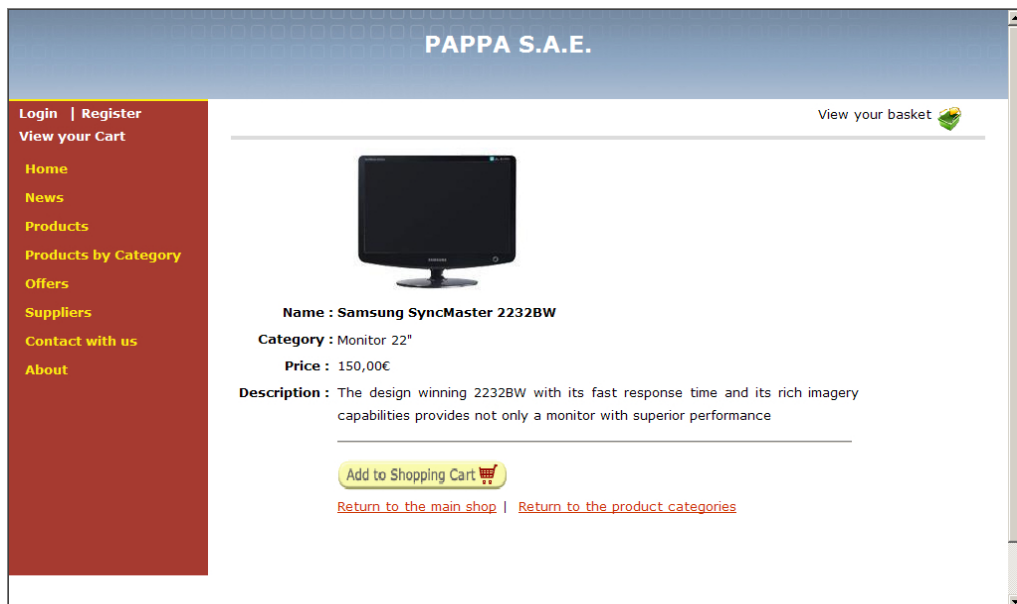 PAPPA S.A.E.
Login | Register
View your Cart
View your basket
Home
News
Products
Products by Category
Offers
Suppliers
Contact with us
About
SAMSUNG
Name : Samsung SyncMaster 2232BW
Category : Monitor 22"
Price : 150,00€
Description : The design winning 2232BW with its fast response time and its rich imagery
capabilities provides not only a monitor with superior performance
Add to Shopping Cart
Return to the main shop | Return to the product categories